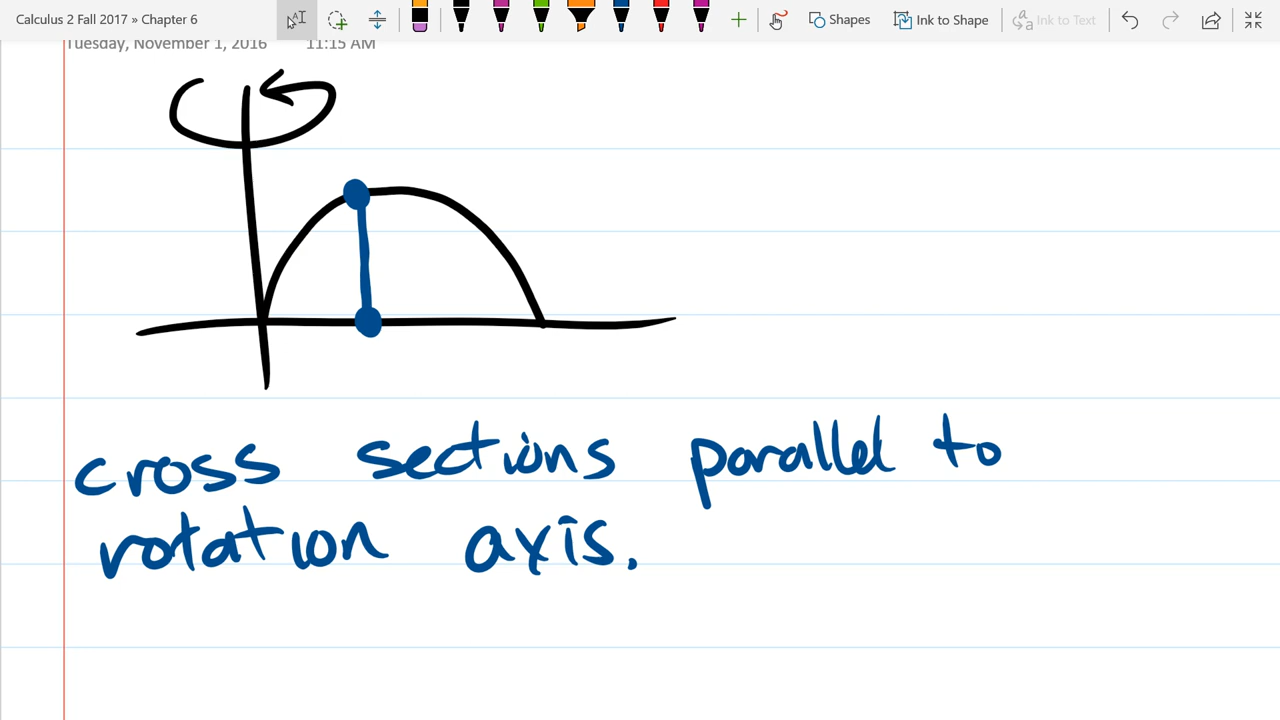 Calculus 2 Fall 2017 » Chapter 6
Shapes
Ink to Shape
Ink to Text
Tuesday, November 1, 2016 11:15 AM
cross sections parallel to
rotation axis.